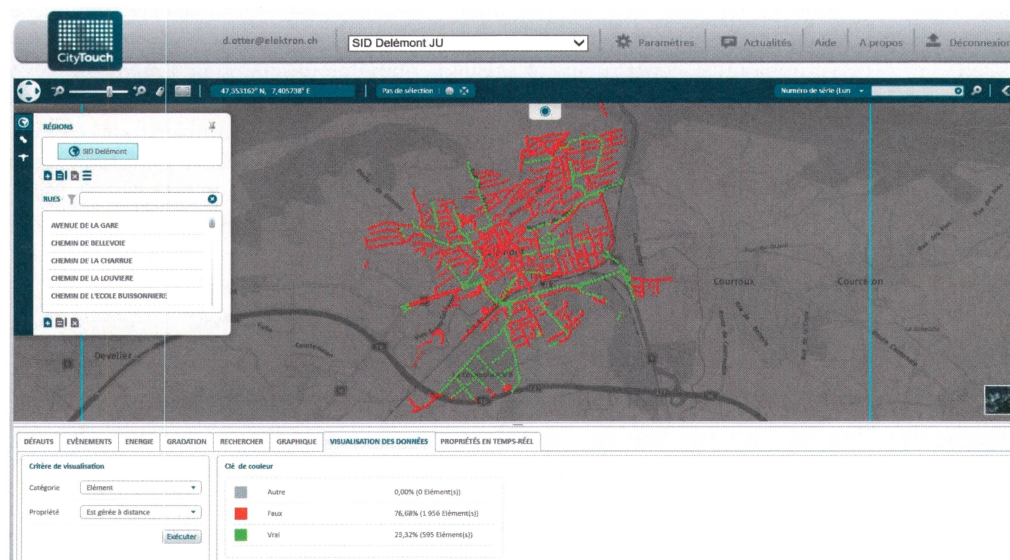 CityTouch
d.otter@elektron.ch
SID Delémont JU
Paramètres
Actualités
Aide
A propos
Déconnexion
47,353162° N, 7,405738° E
Pas de sélection
Numéro de série (Lun
RÉGIONS
SID Delémont
RUES
AVENUE DE LA GARE
CHEMIN DE BELLEVOIE
CHEMIN DE LA CHARRUE
CHEMIN DE LA LOUVIERE
CHEMIN DE L'ECOLE BUISSONNIERE
Develier
Courroux
Courcelon
DÉFAUTS
EVÈNEMENTS
ENERGIE
GRADATION
RECHERCHER
GRAPHIQUE
VISUALISATION DES DONNÉES
PROPRIÉTÉS EN TEMPS-RÉEL
Critère de visualisation
Catégorie
Elément
Propriété
Est gérée à distance
Exécuter
Clé de couleur
Autre 0,00% (0 Elément(s))
Faux 76,68% (1 956 Elément(s))
Vrai 23,32% (595 Elément(s))